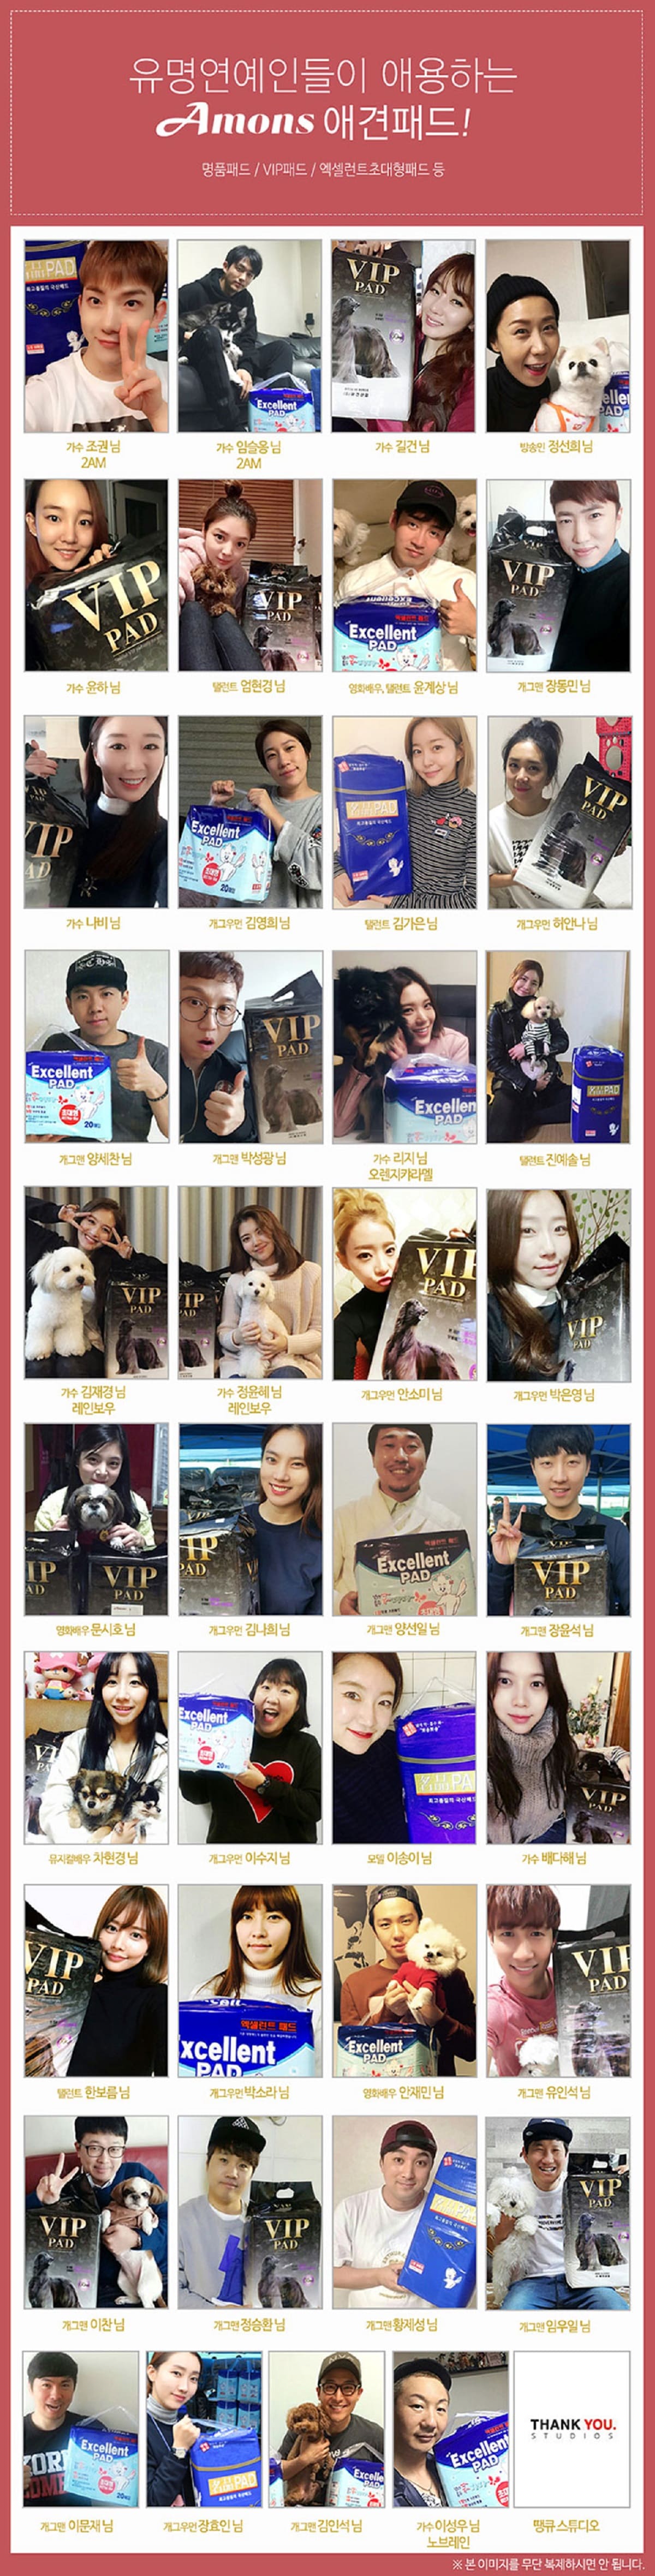 유명연예인들이 애용하는
Amons 애견패드!
명품패드 / VIP패드 / 엑셀런트초대형패드 등
가수 조권 님
2AM
가수 임슬옹 님
2AM
가수 길건 님
방송인 정선희 님
가수 윤하 님
탤런트 엄현경 님
영화배우, 탤런트 윤계상 님
개그맨 장동민 님
가수 나비 님
개그우먼 김영희 님
탤런트 김가은 님
개그우먼 허안나 님
개그맨 양세찬 님
개그맨 박성광 님
가수 리지 님
오렌지캬라멜
탤런트 진예솔 님
가수 김재경 님
레인보우
가수 정윤혜 님
레인보우
개그우먼 안소미 님
개그우먼 박은영 님
영화배우 문시호 님
개그우먼 김나희 님
개그맨 양선일 님
개그맨 장윤석 님
뮤지컬배우 차현경 님
개그우먼 이수지 님
모델 이송이 님
가수 배다해 님
탤런트 한보름 님
개그우먼 박소라 님
영화배우 안재민 님
개그맨 유인석 님
개그맨 이찬 님
개그맨 정승환 님
개그맨 황제성 님
개그맨 임우일 님
개그맨 이문재 님
개그우먼 장효인 님
개그맨 김인석 님
가수 이성우 님
노브레인
THANK YOU.
STUDIOS
땡큐 스튜디오
※ 본 이미지를 무단 복제하시면 안 됩니다.